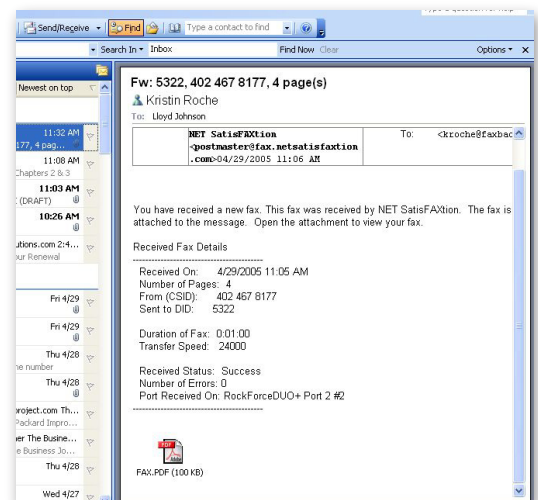 Send/Receive
Find
Type a contact to find
Search In
Inbox
Find Now
Clear
Options
Newest on top
11:32 AM
177, 4 pag...
11:08 AM
Chapters 2 & 3
11:03 AM
(DRAFT)
10:26 AM
utions.com 2:4...
our Renewal
Fri 4/29
Fri 4/29
Thu 4/28
ne number
Thu 4/28
project.com Th...
Packard Impro...
er The Busine...
e Business Jo...
Thu 4/28
Wed 4/27
Fw: 5322, 402 467 8177, 4 page(s)
Kristin Roche
To: Lloyd Johnson
NET SatisFAXtion To: <kroche@faxbac
<postmaster@fax.netsatisfaxtion
.com>04/29/2005 11:06 AM
You have received a new fax. This fax was received by NET SatisFAXtion. The fax is
attached to the message. Open the attachment to view your fax.
Received Fax Details
--------------------------------------------
Received On: 4/29/2005 11:05 AM
Number of Pages: 4
From (CSID): 402 467 8177
Sent to DID: 5322
Duration of Fax: 0:01:00
Transfer Speed: 24000
Received Status: Success
Number of Errors: 0
Port Received On: RockForceDUO+ Port 2 #2
--------------------------------------------
PDF
FAX.PDF (100 KB)